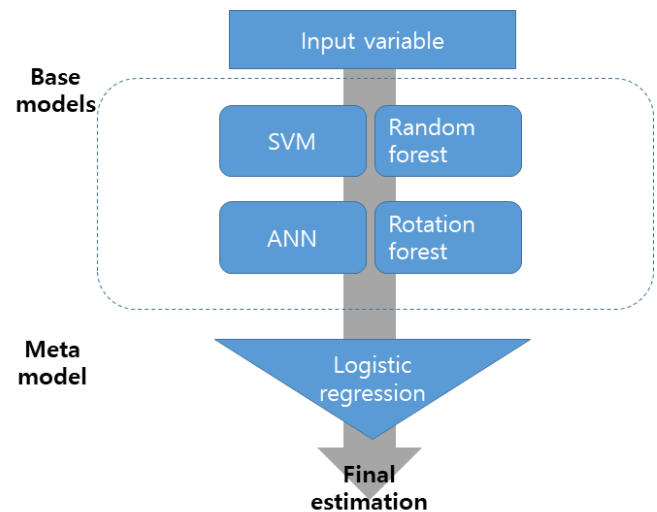 Input variable
Base
models
SVM
Random
forest
ANN
Rotation
forest
Meta
model
Logistic
regression
Final
estimation